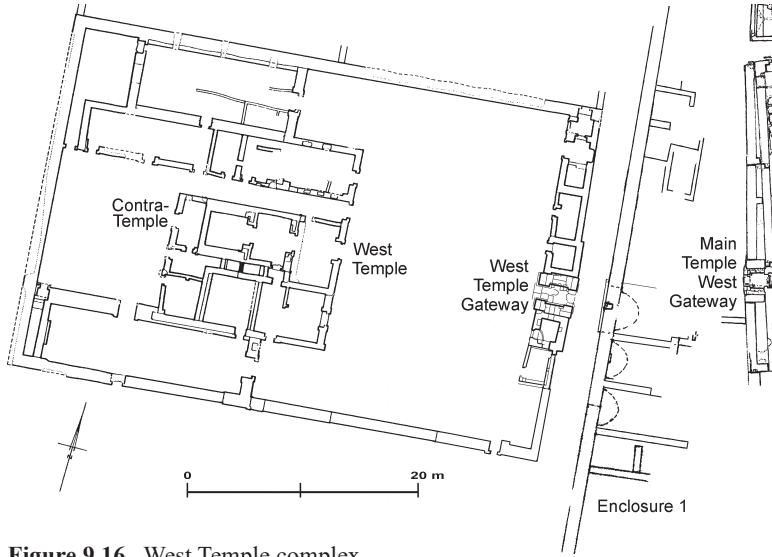 Contra-
Temple
West
Temple
West
Temple
Gateway
Main
Temple
West
Gateway
0 20 m
Enclosure 1
Figure 9.16 West Temple complex